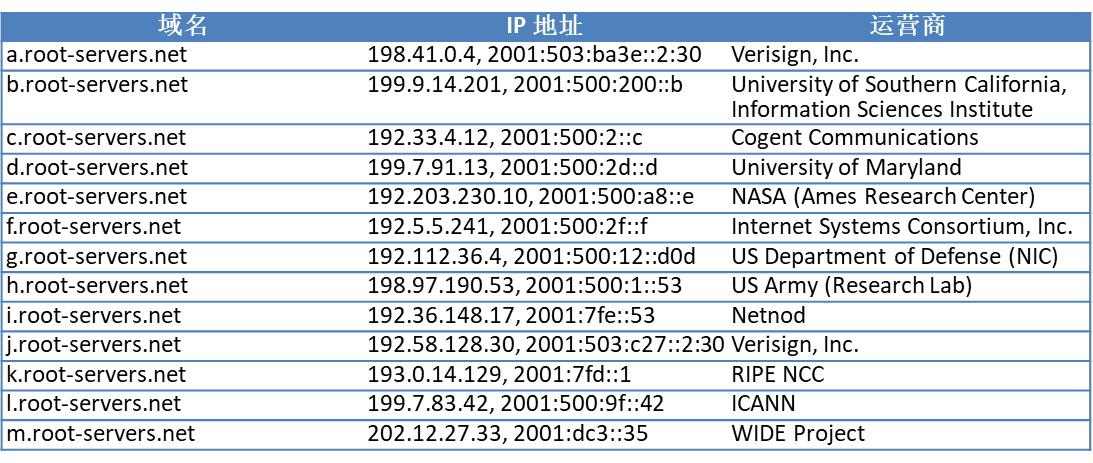 域名 IP 地址 运营商
a.root-servers.net 198.41.0.4, 2001:503:ba3e::2:30 Verisign, Inc.
b.root-servers.net 199.9.14.201, 2001:500:200::b University of Southern California,
Information Sciences Institute
c.root-servers.net 192.33.4.12, 2001:500:2::c Cogent Communications
d.root-servers.net 199.7.91.13, 2001:500:2d::d University of Maryland
e.root-servers.net 192.203.230.10, 2001:500:a8::e NASA (Ames Research Center)
f.root-servers.net 192.5.5.241, 2001:500:2f::f Internet Systems Consortium, Inc.
g.root-servers.net 192.112.36.4, 2001:500:12::d0d US Department of Defense (NIC)
h.root-servers.net 198.97.190.53, 2001:500:1::53 US Army (Research Lab)
i.root-servers.net 192.36.148.17, 2001:7fe::53 Netnod
j.root-servers.net 192.58.128.30, 2001:503:c27::2:30 Verisign, Inc.
k.root-servers.net 193.0.14.129, 2001:7fd::1 RIPE NCC
l.root-servers.net 199.7.83.42, 2001:500:9f::42 ICANN
m.root-servers.net 202.12.27.33, 2001:dc3::35 WIDE Project